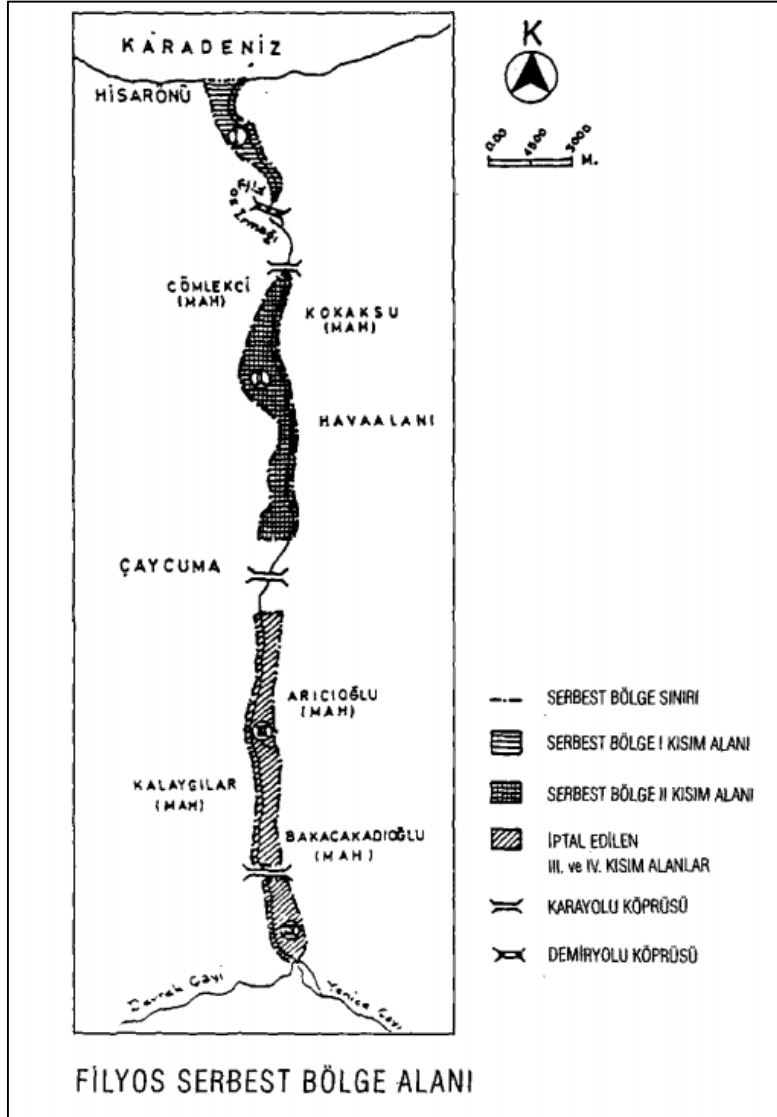 KARADENİZ
K
HİSARÖNÜ
0.00 1500 3000
M.
Filyos
Irmağı
CÖMLEKCİ
(MAH)
KOKAKSU
(MAH)
HAVAALANI
ÇAYCUMA
ARICIOĞLU
(MAH)
KALAYCILAR
(MAH)
BAKACAKADIOĞLU
(MAH)
Devrek Çayı
Yenice Çayı
SERBEST BÖLGE SINIRI
SERBEST BÖLGE I KISIM ALANI
SERBEST BÖLGE II KISIM ALANI
İPTAL EDİLEN
III. ve IV. KISIM ALANLAR
KARAYOLU KÖPRÜSÜ
DEMİRYOLU KÖPRÜSÜ
FİLYOS SERBEST BÖLGE ALANI